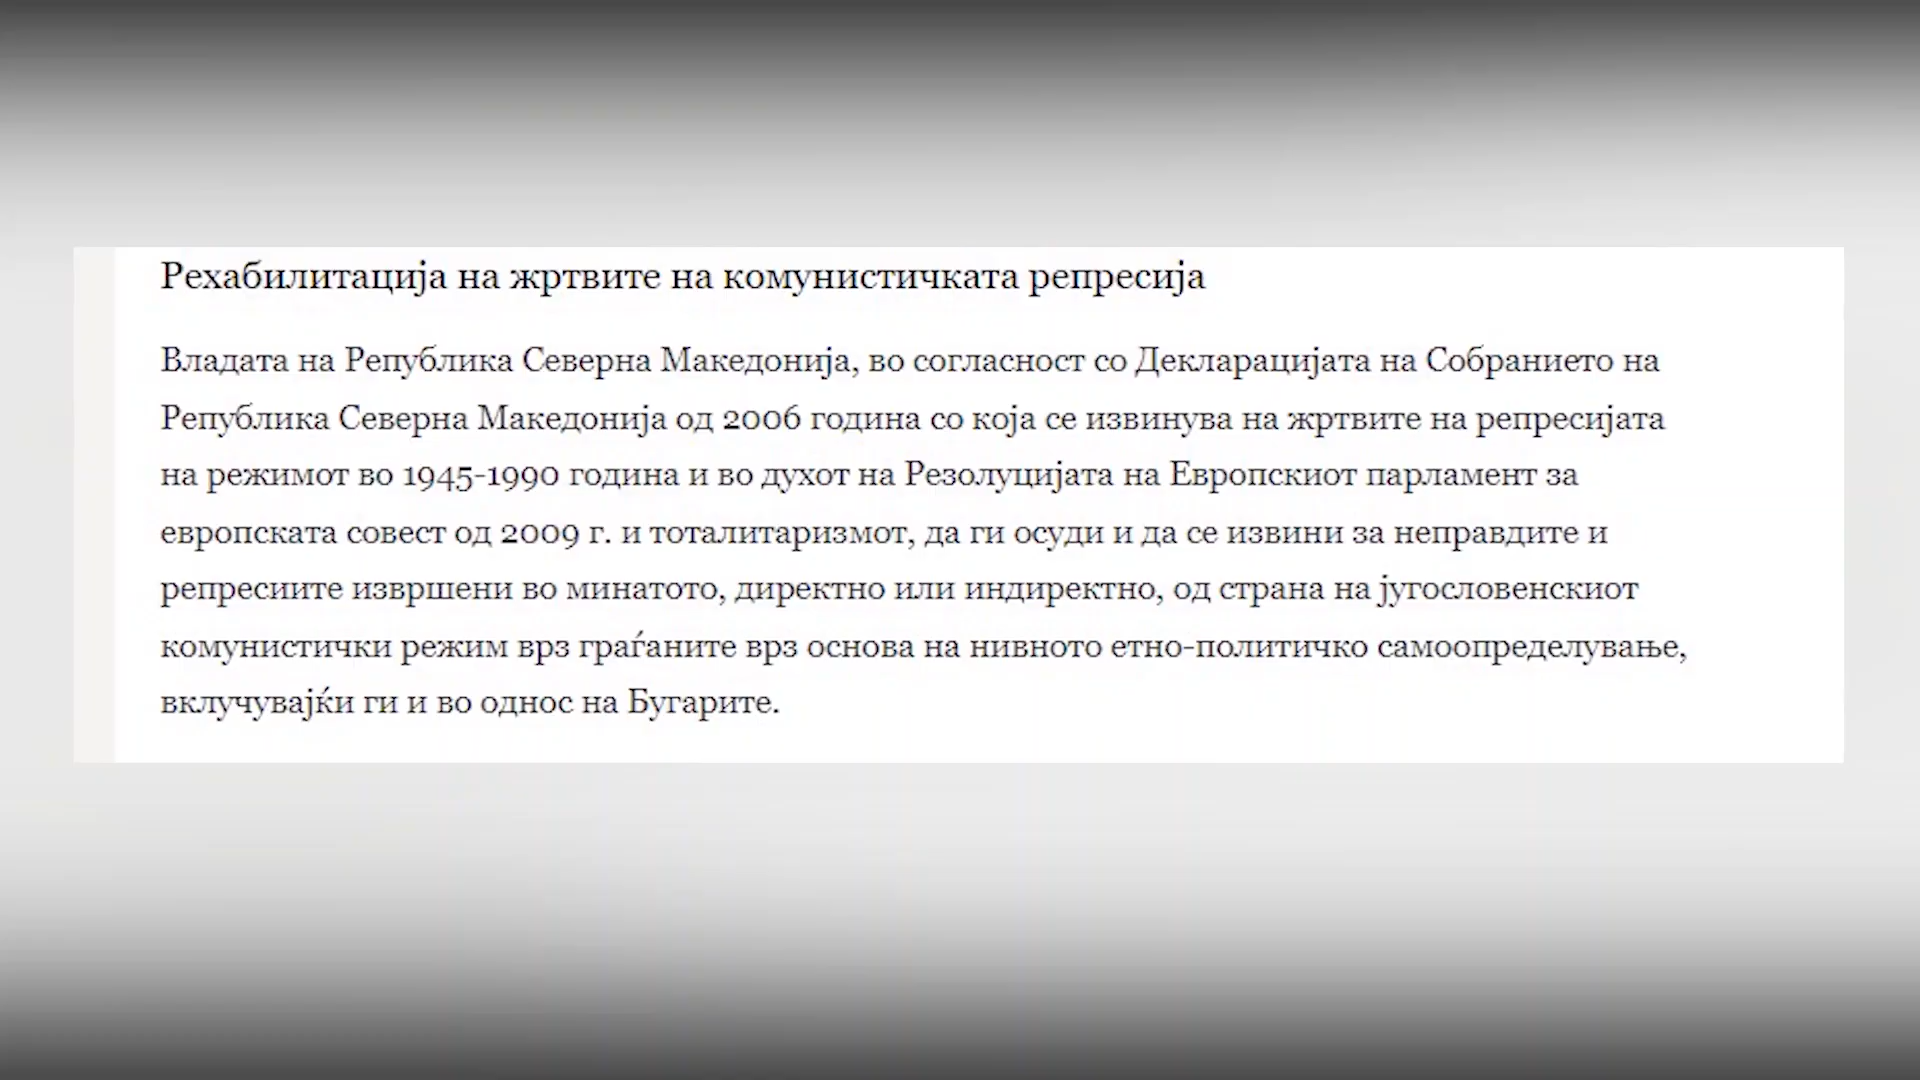 Рехабилитација на жртвите на комунистичката репресија
Владата на Република Северна Македонија, во согласност со Декларацијата на Собранието на
Република Северна Македонија од 2006 година со која се извинува на жртвите на репресијата
на режимот во 1945-1990 година и во духот на Резолуцијата на Европскиот парламент за
европската совест од 2009 г. и тоталитаризмот, да ги осуди и да се извини за неправдите и
репресиите извршени во минатото, директно или индиректно, од страна на југословенскиот
комунистички режим врз граѓаните врз основа на нивното етно-политичко самоопределување,
вклучувајќи ги и во однос на Бугарите.